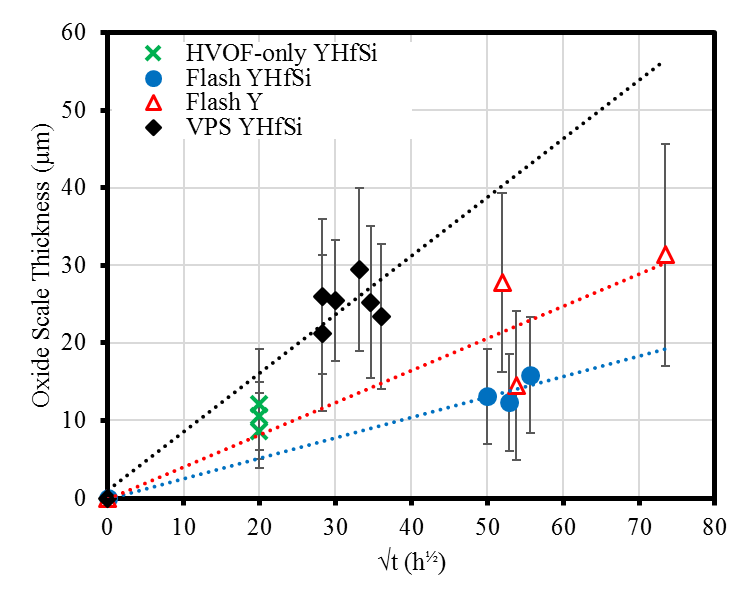 60
50
40
30
20
10
0
Oxide Scale Thickness (μm)
HVOF-only YHfSi
Flash YHfSi
Flash Y
VPS YHfSi
0 10 20 30 40 50 60 70 80
√t (h½)